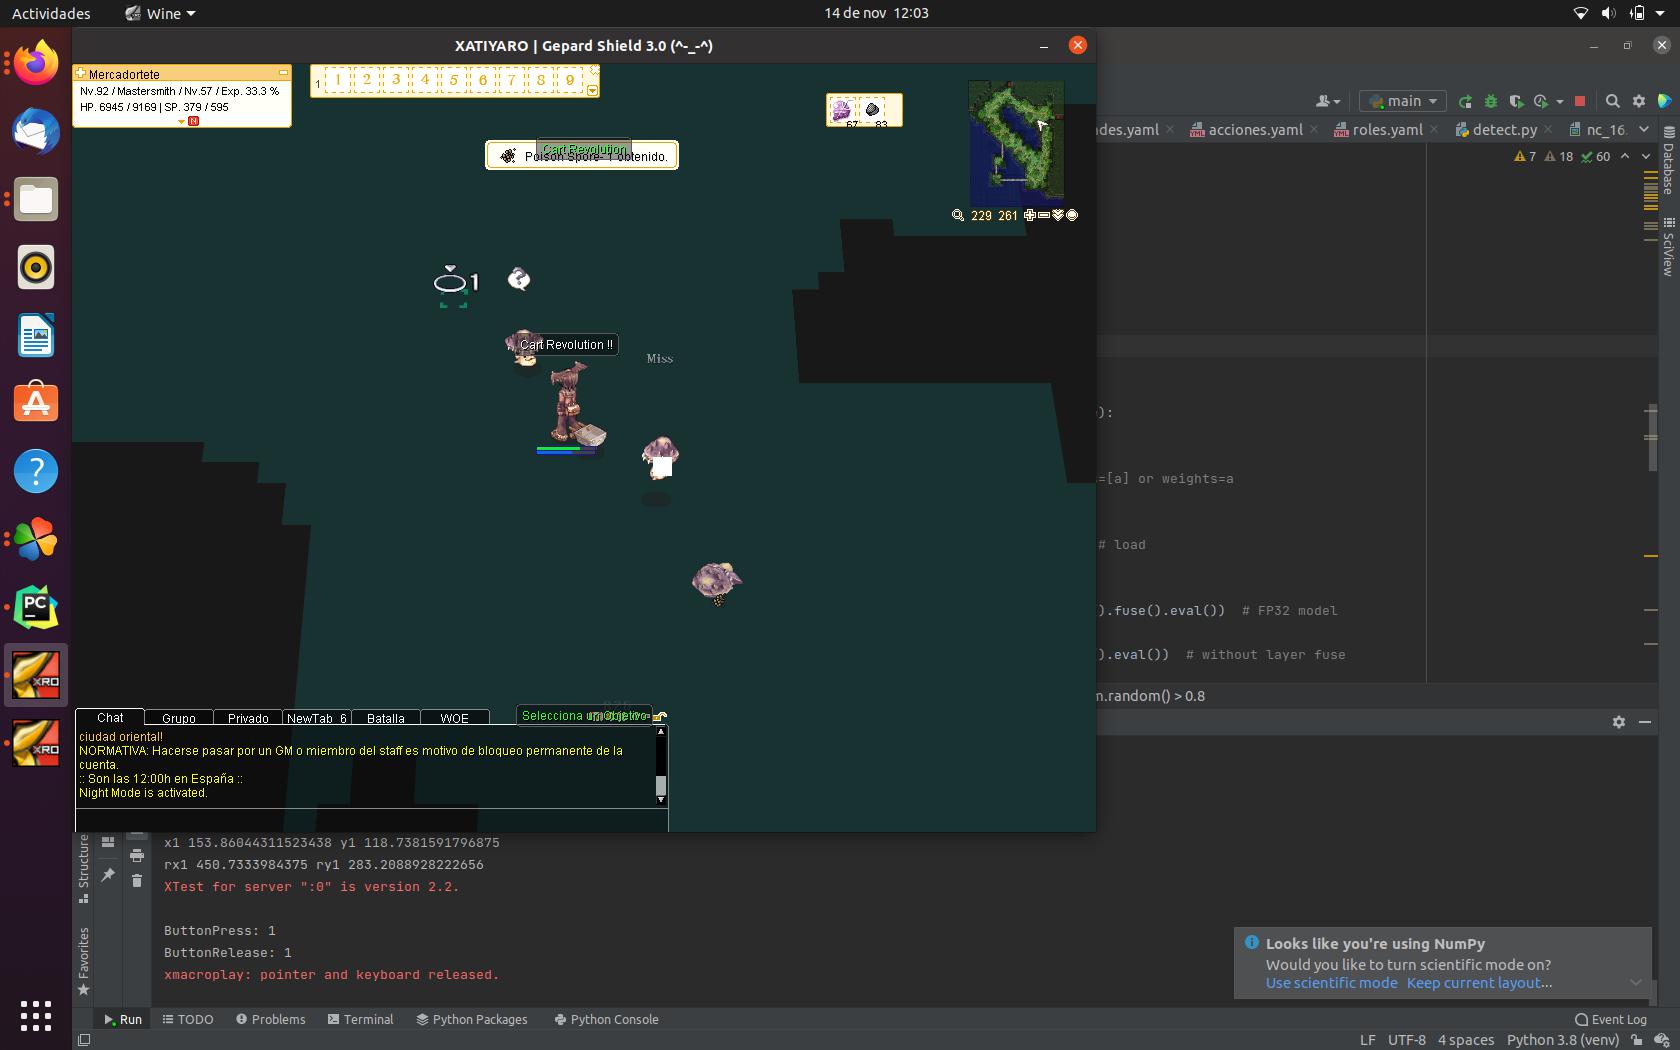 Actividades
Wine
14 de nov 12:03
XATIYARO | Gepard Shield 3.0 (^-_-^)
Mercadortete
Nv.92 / Mastersmith / Nv.57 / Exp. 33.3 %
HP. 6945 / 9169 | SP. 379 / 595
N
1
1 2 3 4 5 6 7 8 9
67 83
Cart Revolution
Poison Spore- 1 obtenido.
229 261
1
?
Cart Revolution !!
Miss
Chat
Grupo
Privado
NewTab_6
Batalla
WOE
Selecciona un objetivo
ciudad oriental!
NORMATIVA: Hacerse pasar por un GM o miembro del staff es motivo de bloqueo permanente de la
cuenta.
:: Son las 12:00h en España ::
Night Mode is activated.
main
des.yaml
acciones.yaml
roles.yaml
detect.py
nc_16.
7 18 60
Database
SciView
):
=[a] or weights=a
# load
).fuse().eval()) # FP32 model
).eval()) # without layer fuse
m.random() > 0.8
PC
XRO
XRO
Structure
Favorites
x1 153.86044311523438 y1 118.7381591796875
rx1 450.7333984375 ry1 283.2088928222656
XTest for server ":0" is version 2.2.
ButtonPress: 1
ButtonRelease: 1
xmacroplay: pointer and keyboard released.
Looks like you're using NumPy
Would you like to turn scientific mode on?
Use scientific mode Keep current layout...
Run
TODO
Problems
Terminal
Python Packages
Python Console
Event Log
LF UTF-8 4 spaces Python 3.8 (venv)